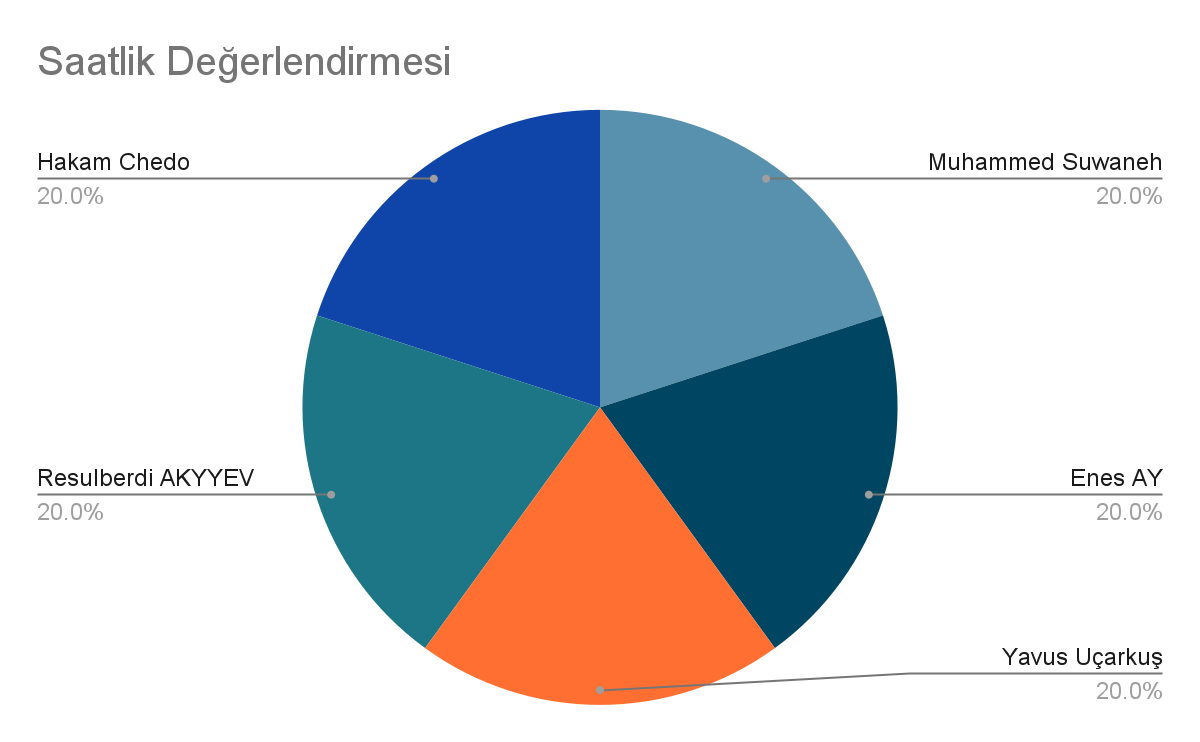 Saatlik Değerlendirmesi
Hakam Chedo
20.0%
Muhammed Suwaneh
20.0%
Resulberdi AKYYEV
20.0%
Enes AY
20.0%
Yavus Uçarkuş
20.0%